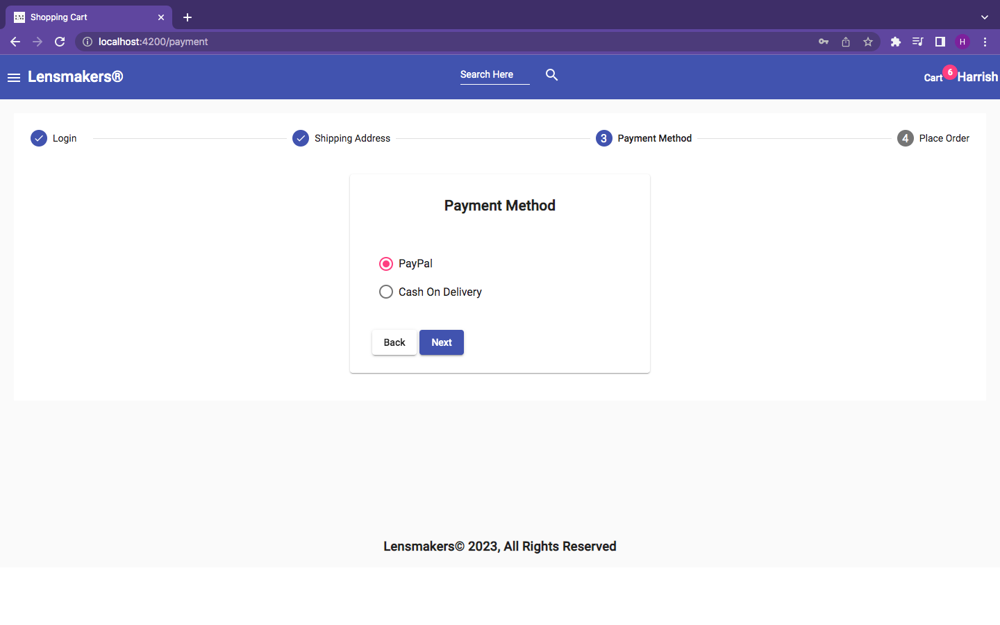 Shopping Cart
localhost:4200/payment
H
Lensmakers®
Search Here
Cart 6
Harrish
Login
Shipping Address
3 Payment Method
4 Place Order
Payment Method
PayPal
Cash On Delivery
Back
Next
Lensmakers© 2023, All Rights Reserved